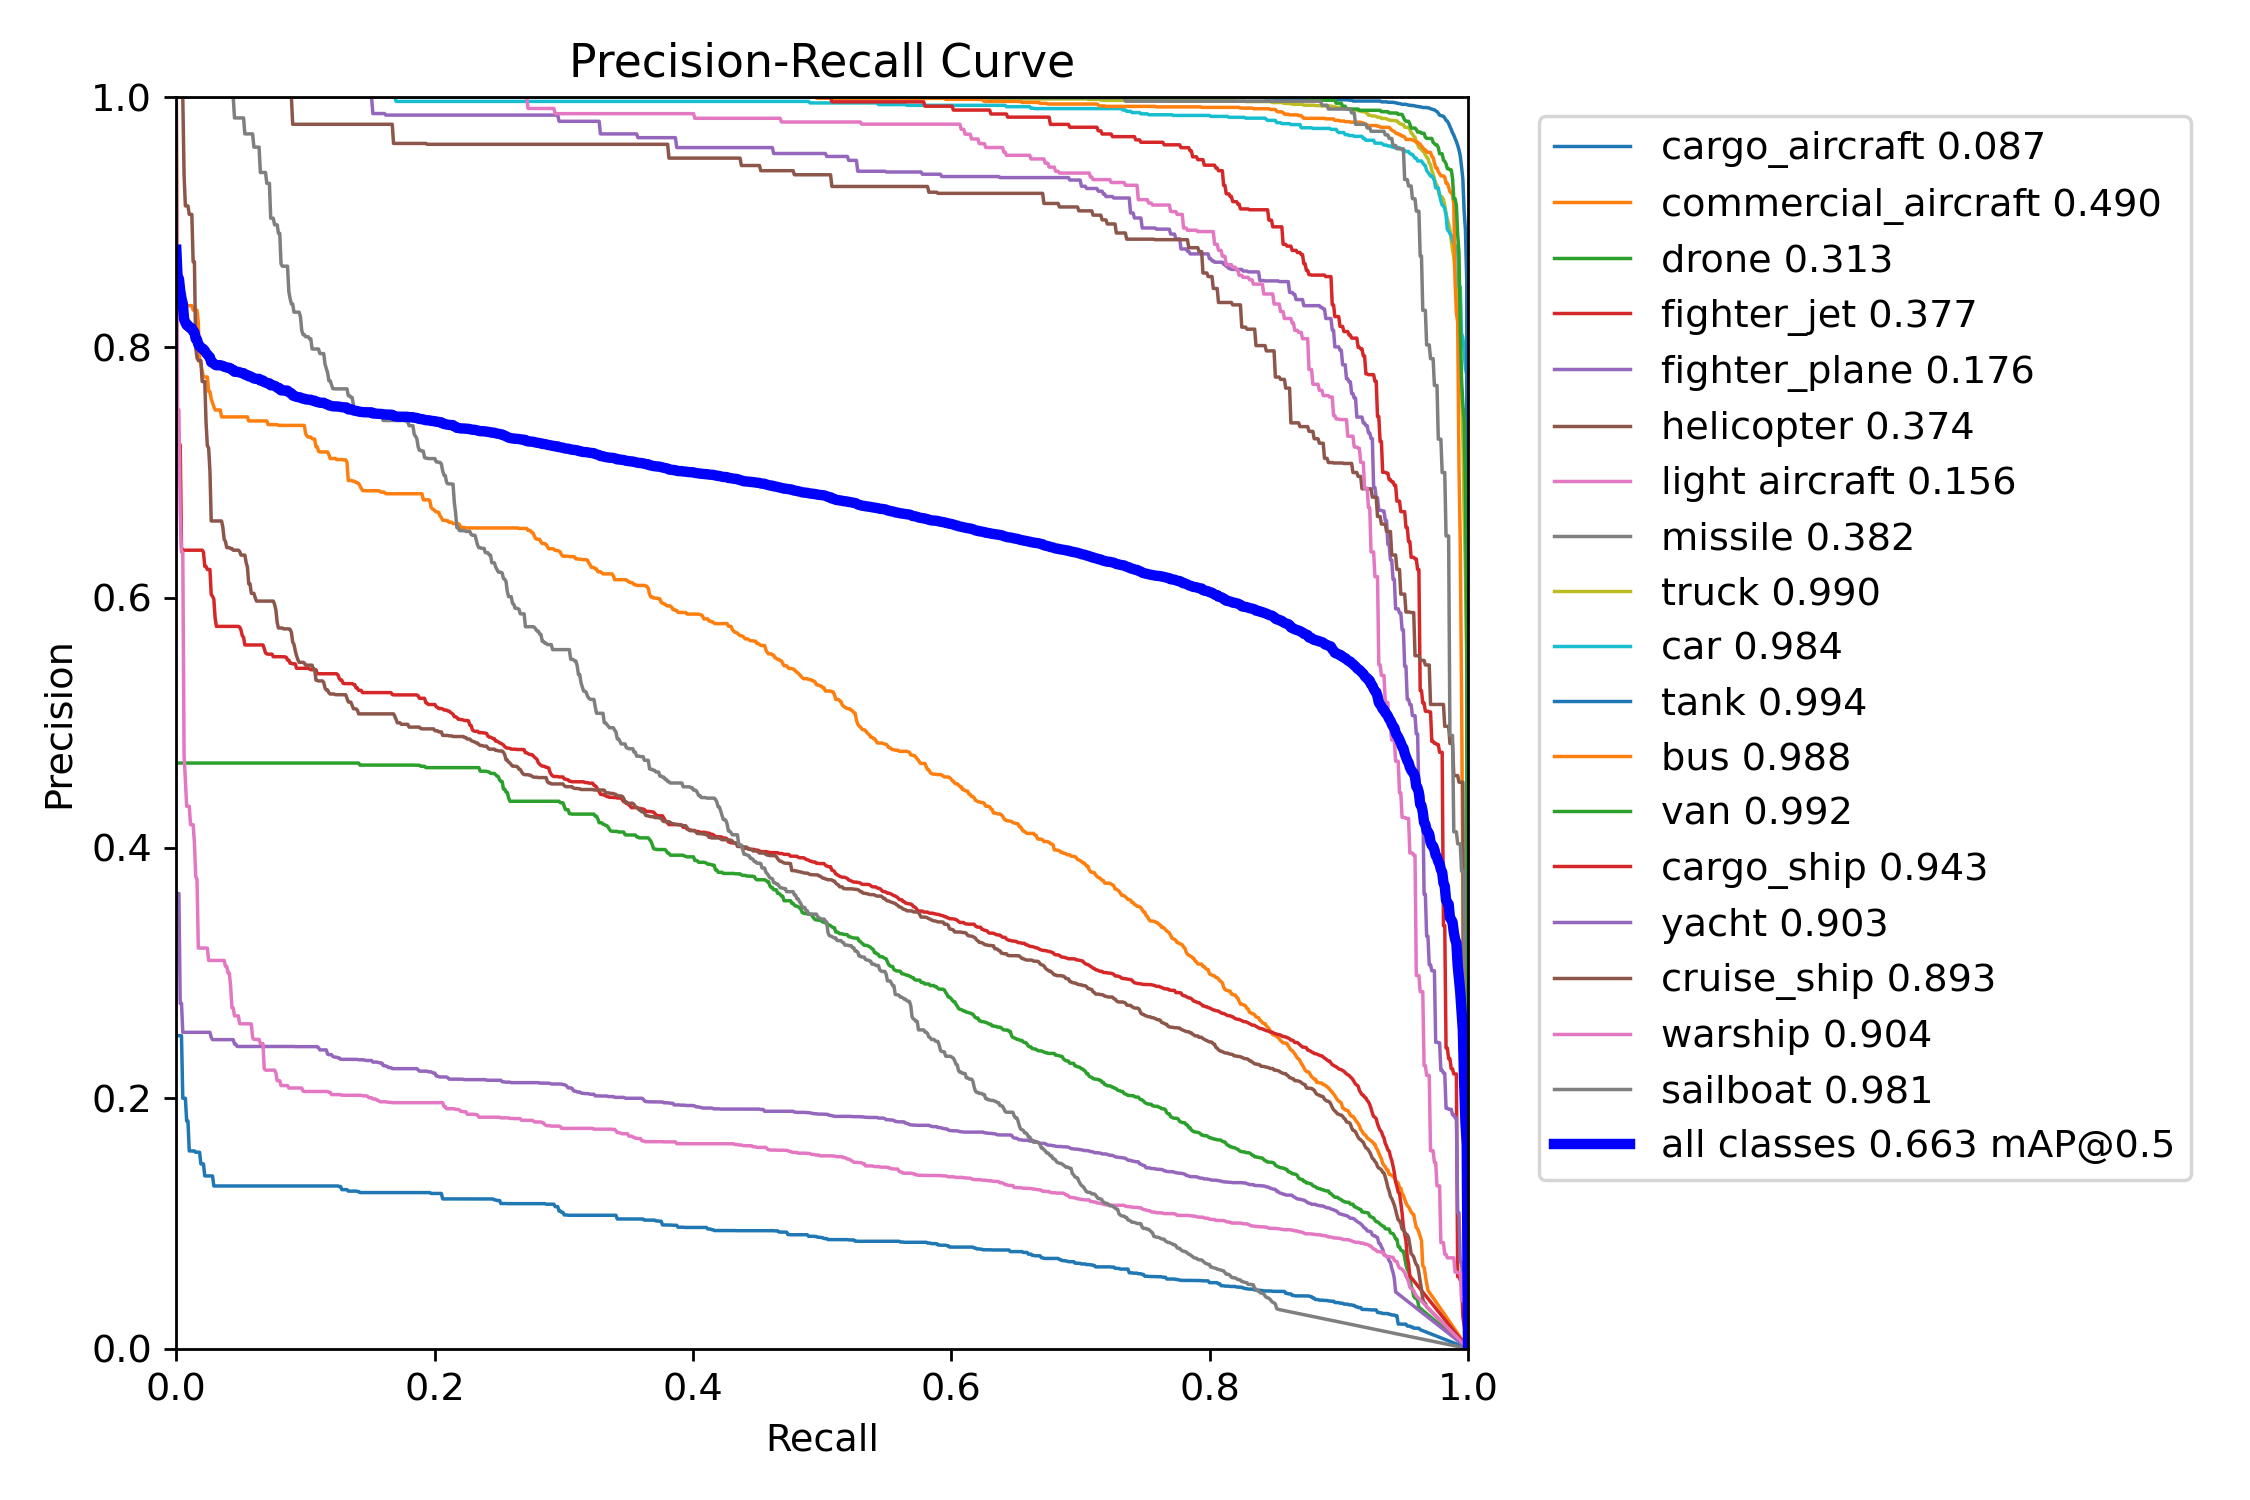 Precision-Recall Curve
1.0
0.8
0.6
0.4
0.2
0.0
Precision
0.0 0.2 0.4 0.6 0.8 1.0
Recall
cargo_aircraft 0.087
commercial_aircraft 0.490
drone 0.313
fighter_jet 0.377
fighter_plane 0.176
helicopter 0.374
light aircraft 0.156
missile 0.382
truck 0.990
car 0.984
tank 0.994
bus 0.988
van 0.992
cargo_ship 0.943
yacht 0.903
cruise_ship 0.893
warship 0.904
sailboat 0.981
all classes 0.663 mAP@0.5